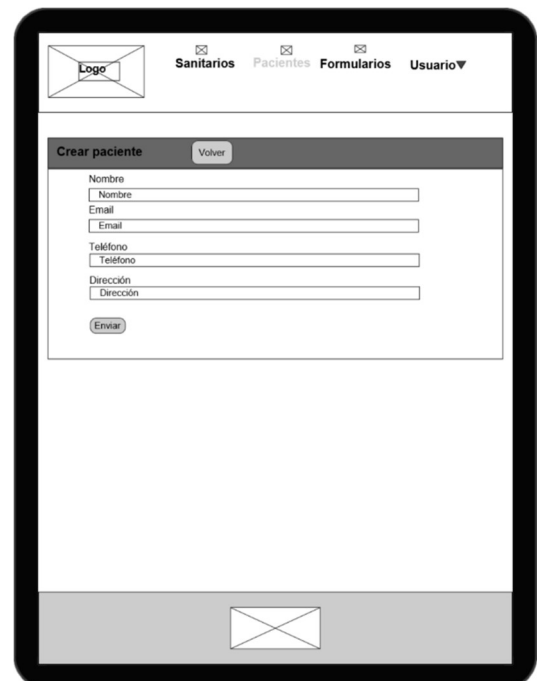 Logo
Sanitarios Pacientes Formularios Usuario▼
Crear paciente Volver
Nombre
Nombre
Email
Email
Teléfono
Teléfono
Dirección
Dirección
Enviar